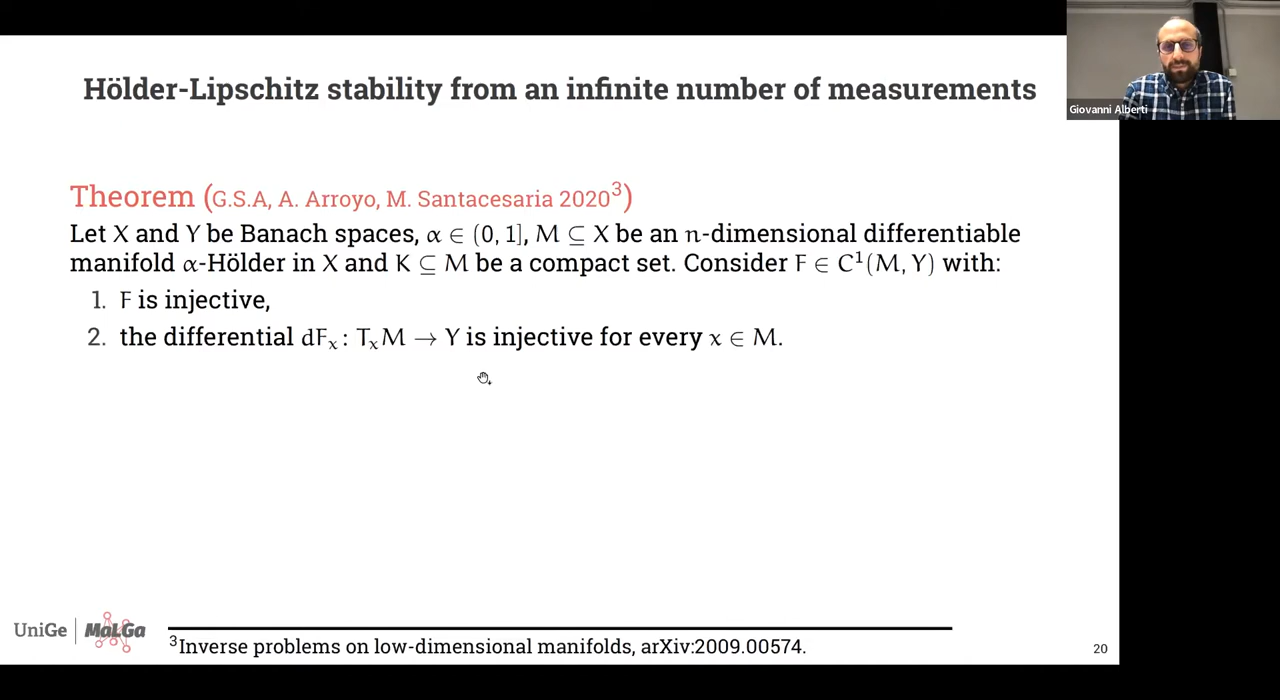 Hölder-Lipschitz stability from an infinite number of measurements
Giovanni Alberti
Theorem (G.S.A, A. Arroyo, M. Santacesaria 2020³)
Let X and Y be Banach spaces, α ∈ (0, 1], M ⊆ X be an n-dimensional differentiable
manifold α-Hölder in X and K ⊆ M be a compact set. Consider F ∈ C¹(M, Y) with:
1. F is injective,
2. the differential dFₓ : TₓM → Y is injective for every x ∈ M.
UniGe | MaLGa
³Inverse problems on low-dimensional manifolds, arXiv:2009.00574.
20